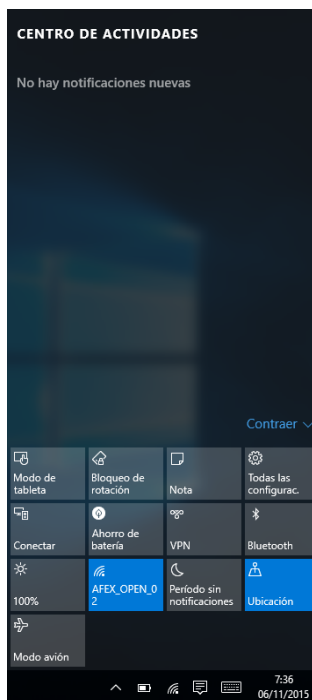 CENTRO DE ACTIVIDADES
No hay notificaciones nuevas
Contraer
Modo de
tableta
Bloqueo de
rotación
Nota
Todas las
configurac.
Conectar
Ahorro de
batería
VPN
Bluetooth
100%
AFEX_OPEN_0
2
Período sin
notificaciones
Ubicación
Modo avión
7:36
06/11/2015